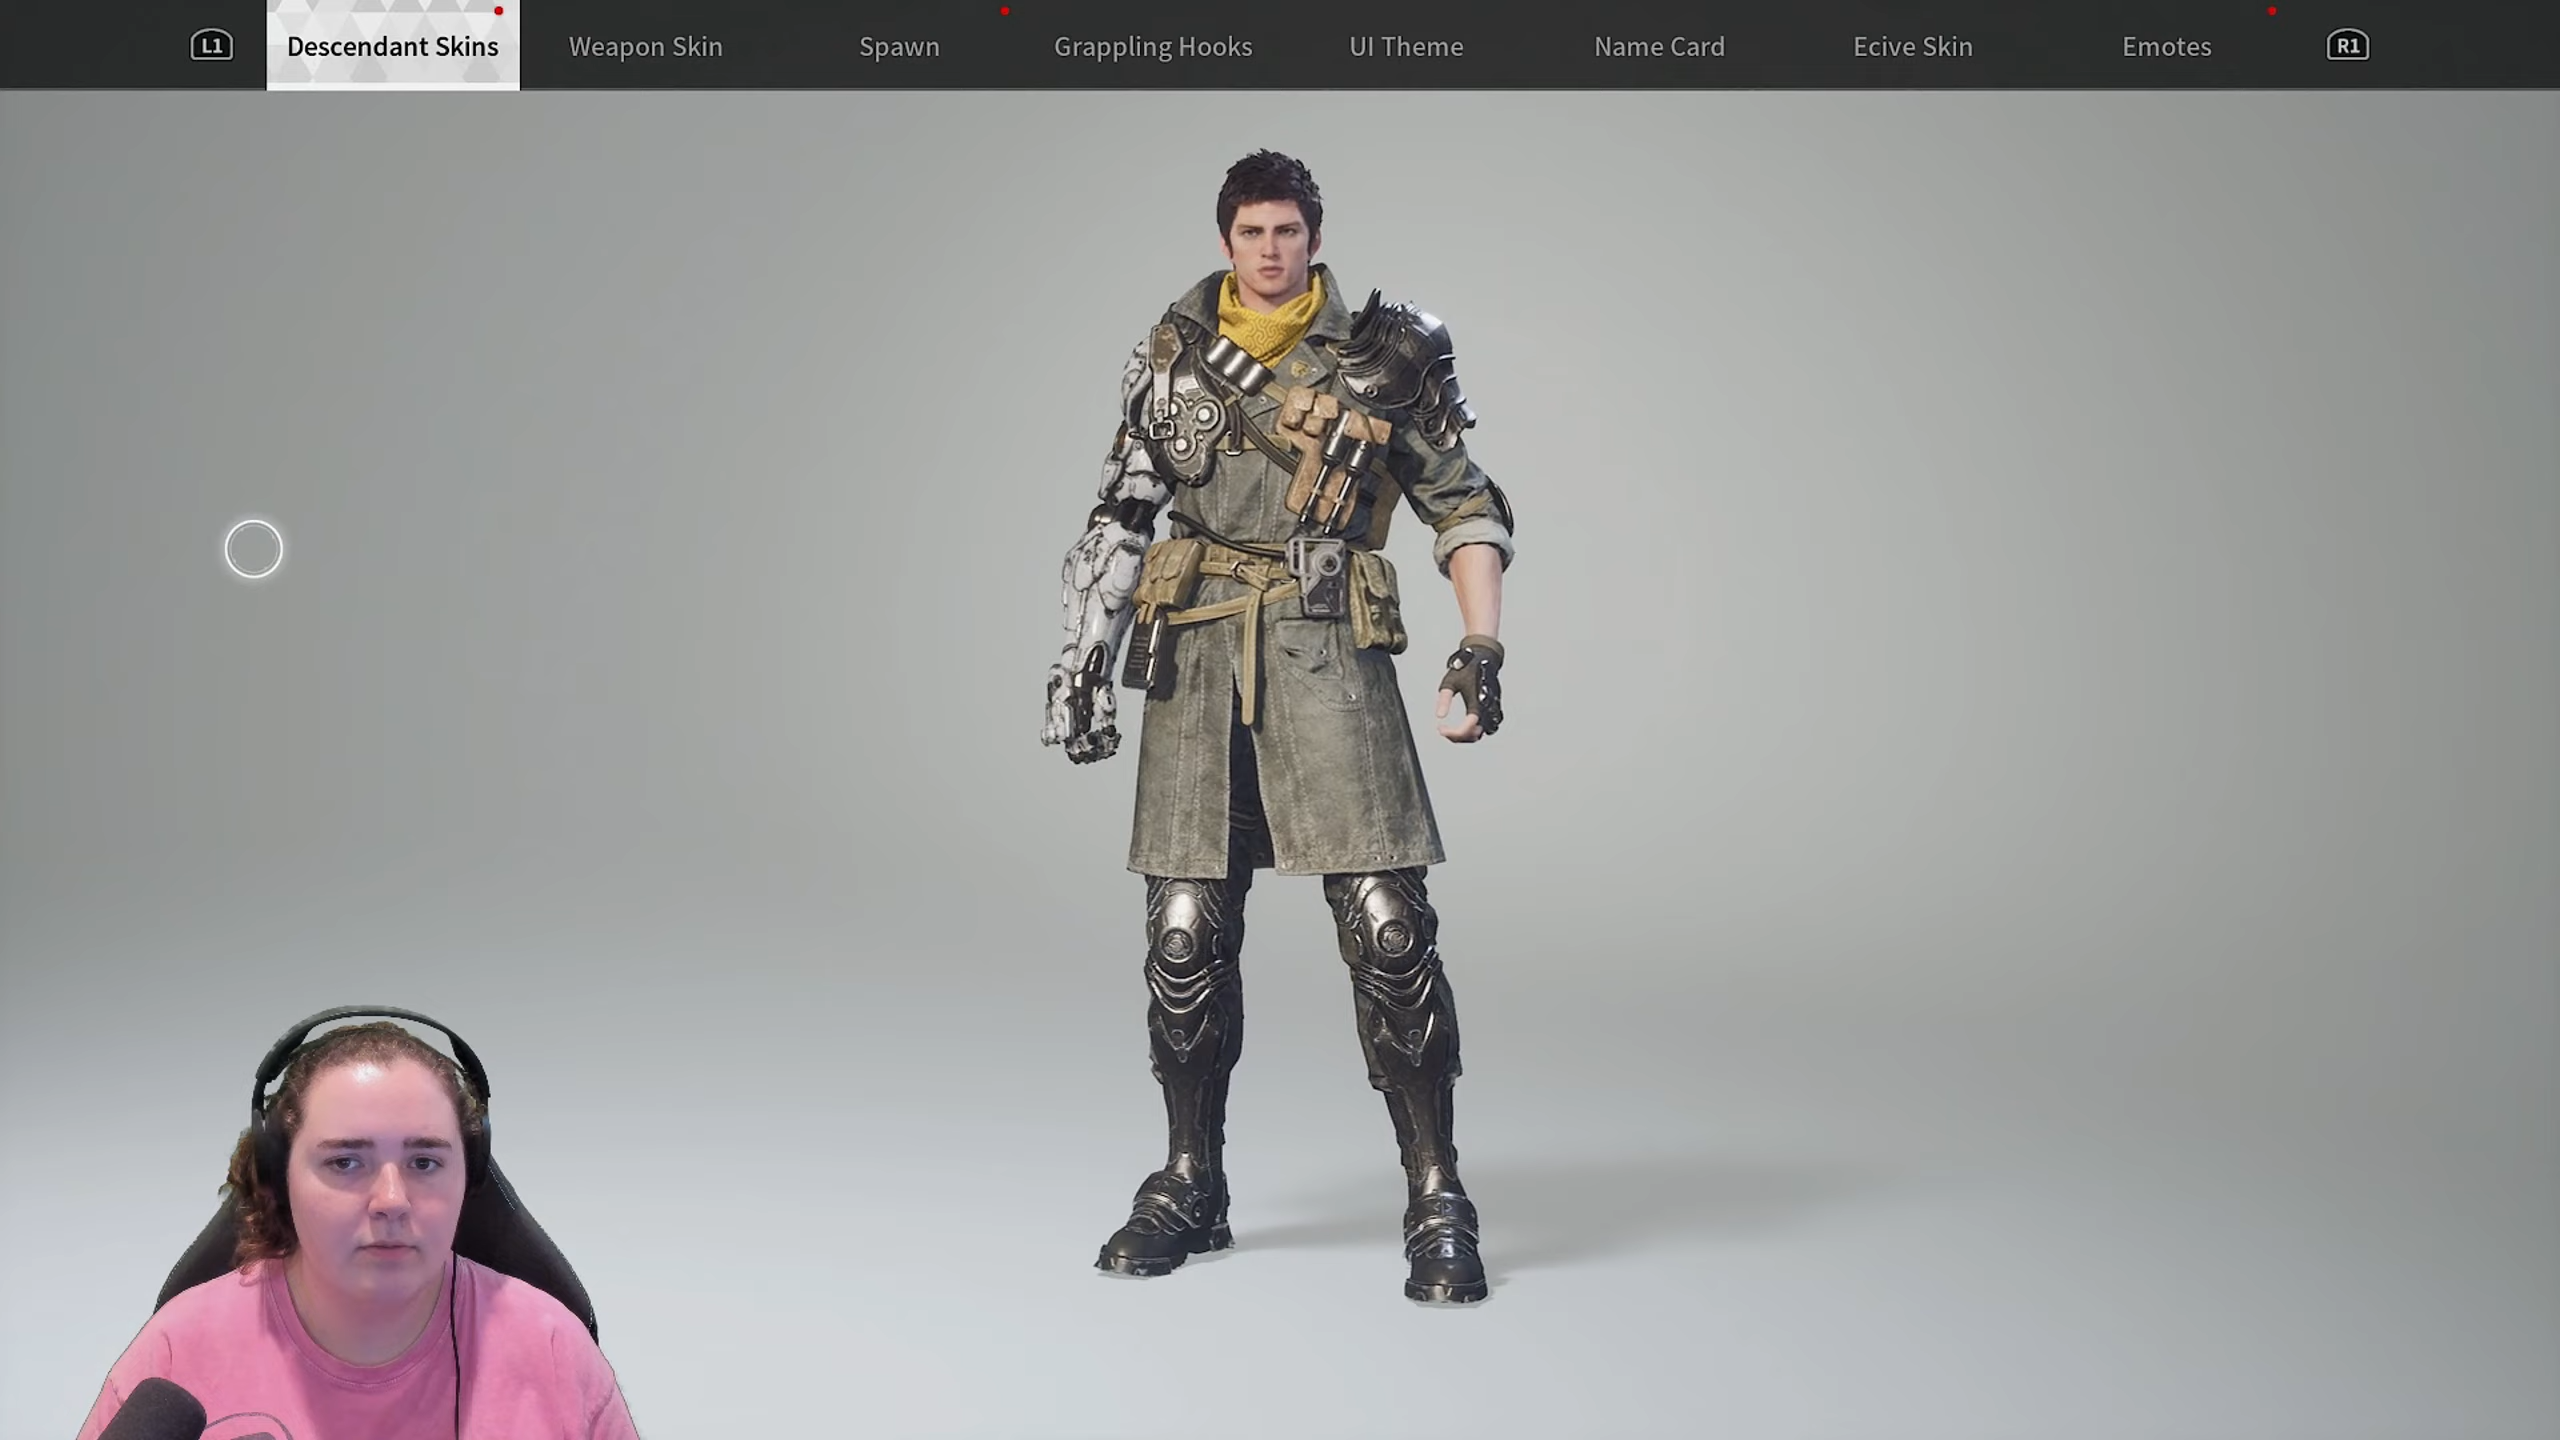 L1
Descendant Skins
Weapon Skin
Spawn
Grappling Hooks
UI Theme
Name Card
Ecive Skin
Emotes
R1